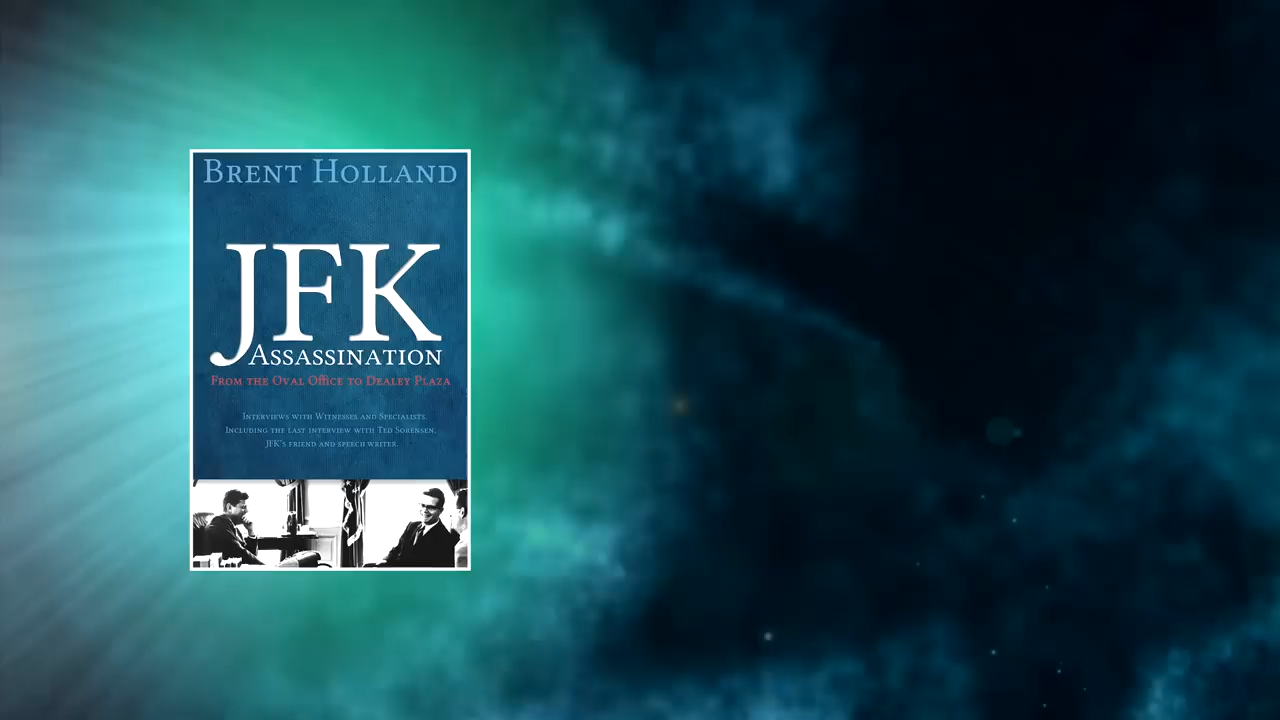 Brent Holland
JFK
Assassination
From the Oval Office to Dealey Plaza
Interviews with Witnesses and Specialists.
Including the last interview with Ted Sorensen,
JFK's friend and speech writer.